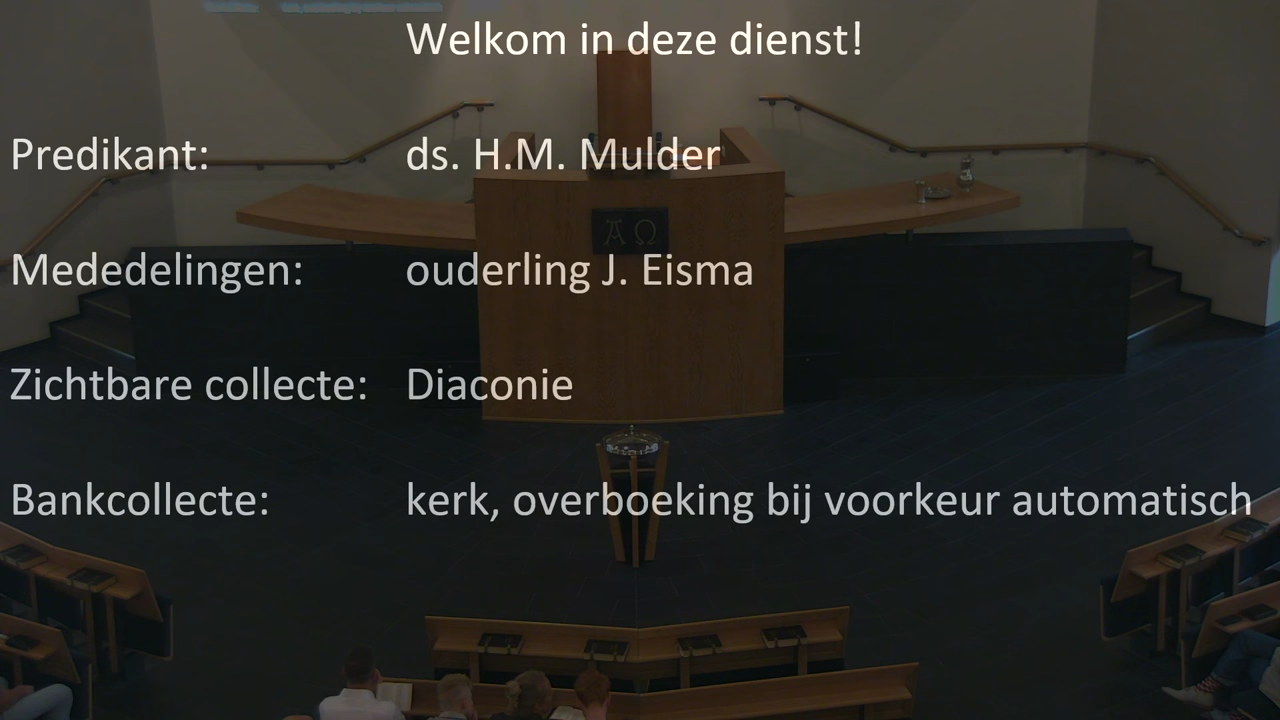 Welkom in deze dienst!
Predikant: ds. H.M. Mulder
Α Ω
Mededelingen: ouderling J. Eisma
Zichtbare collecte: Diaconie
Bankcollecte: kerk, overboeking bij voorkeur automatisch